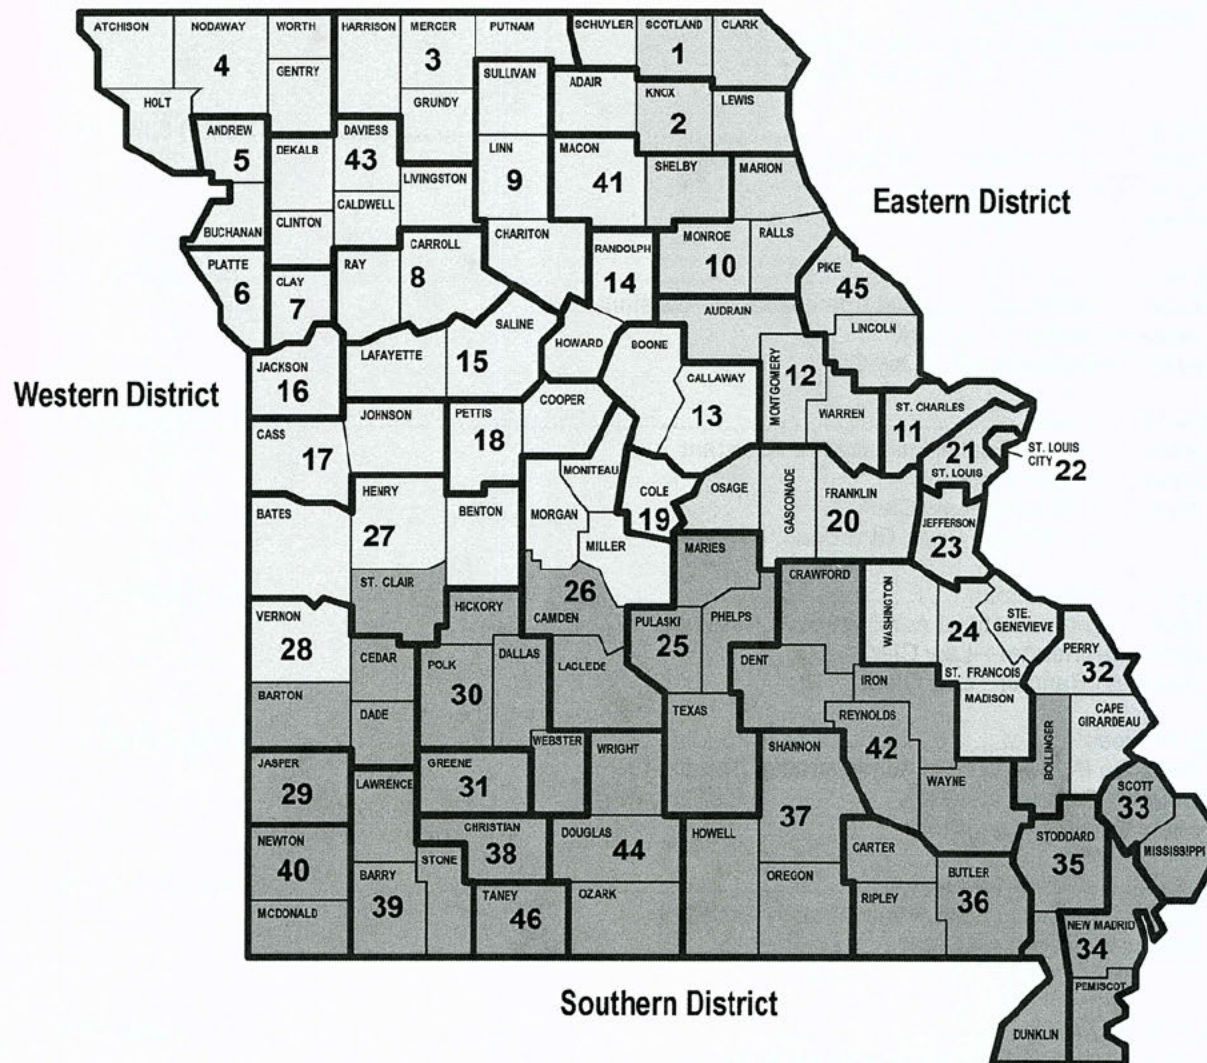 ATCHISON
NODAWAY
WORTH
HARRISON
MERCER
PUTNAM
SCHUYLER
SCOTLAND
CLARK
4
3
1
GENTRY
SULLIVAN
ADAIR
HOLT
GRUNDY
KNOX
LEWIS
2
ANDREW
DAVIESS
5
DEKALB
43
LINN
MACON
9
41
SHELBY
MARION
LIVINGSTON
CALDWELL
Eastern District
BUCHANAN
CLINTON
CHARITON
MONROE
RALLS
CARROLL
RANDOLPH
PLATTE
RAY
8
14
10
PIKE
6
CLAY
7
45
AUDRAIN
SALINE
LINCOLN
LAFAYETTE
15
HOWARD
BOONE
JACKSON
16
CALLAWAY
MONTGOMERY
12
Western District
COOPER
13
WARREN
ST. CHARLES
11
JOHNSON
PETTIS
18
CASS
17
21
ST. LOUIS
ST. LOUIS
CITY 22
MONITEAU
HENRY
COLE
19
OSAGE
GASCONADE
FRANKLIN
20
BATES
BENTON
MORGAN
27
MILLER
JEFFERSON
23
MARIES
ST. CLAIR
CRAWFORD
26
HICKORY
CAMDEN
WASHINGTON
VERNON
28
PULASKI
25
PHELPS
24
STE.
GENEVIEVE
CEDAR
POLK
DALLAS
LACLEDE
DENT
ST. FRANCOIS
PERRY
32
BARTON
30
IRON
DADE
TEXAS
REYNOLDS
MADISON
CAPE
GIRARDEAU
WEBSTER
WRIGHT
SHANNON
42
BOLLINGER
JASPER
29
GREENE
31
LAWRENCE
WAYNE
SCOTT
33
37
NEWTON
40
CHRISTIAN
38
DOUGLAS
44
HOWELL
CARTER
STODDARD
35
MISSISSIPPI
STONE
BARRY
39
OREGON
BUTLER
36
MCDONALD
TANEY
46
OZARK
RIPLEY
NEW MADRID
34
PEMISCOT
DUNKLIN
Southern District